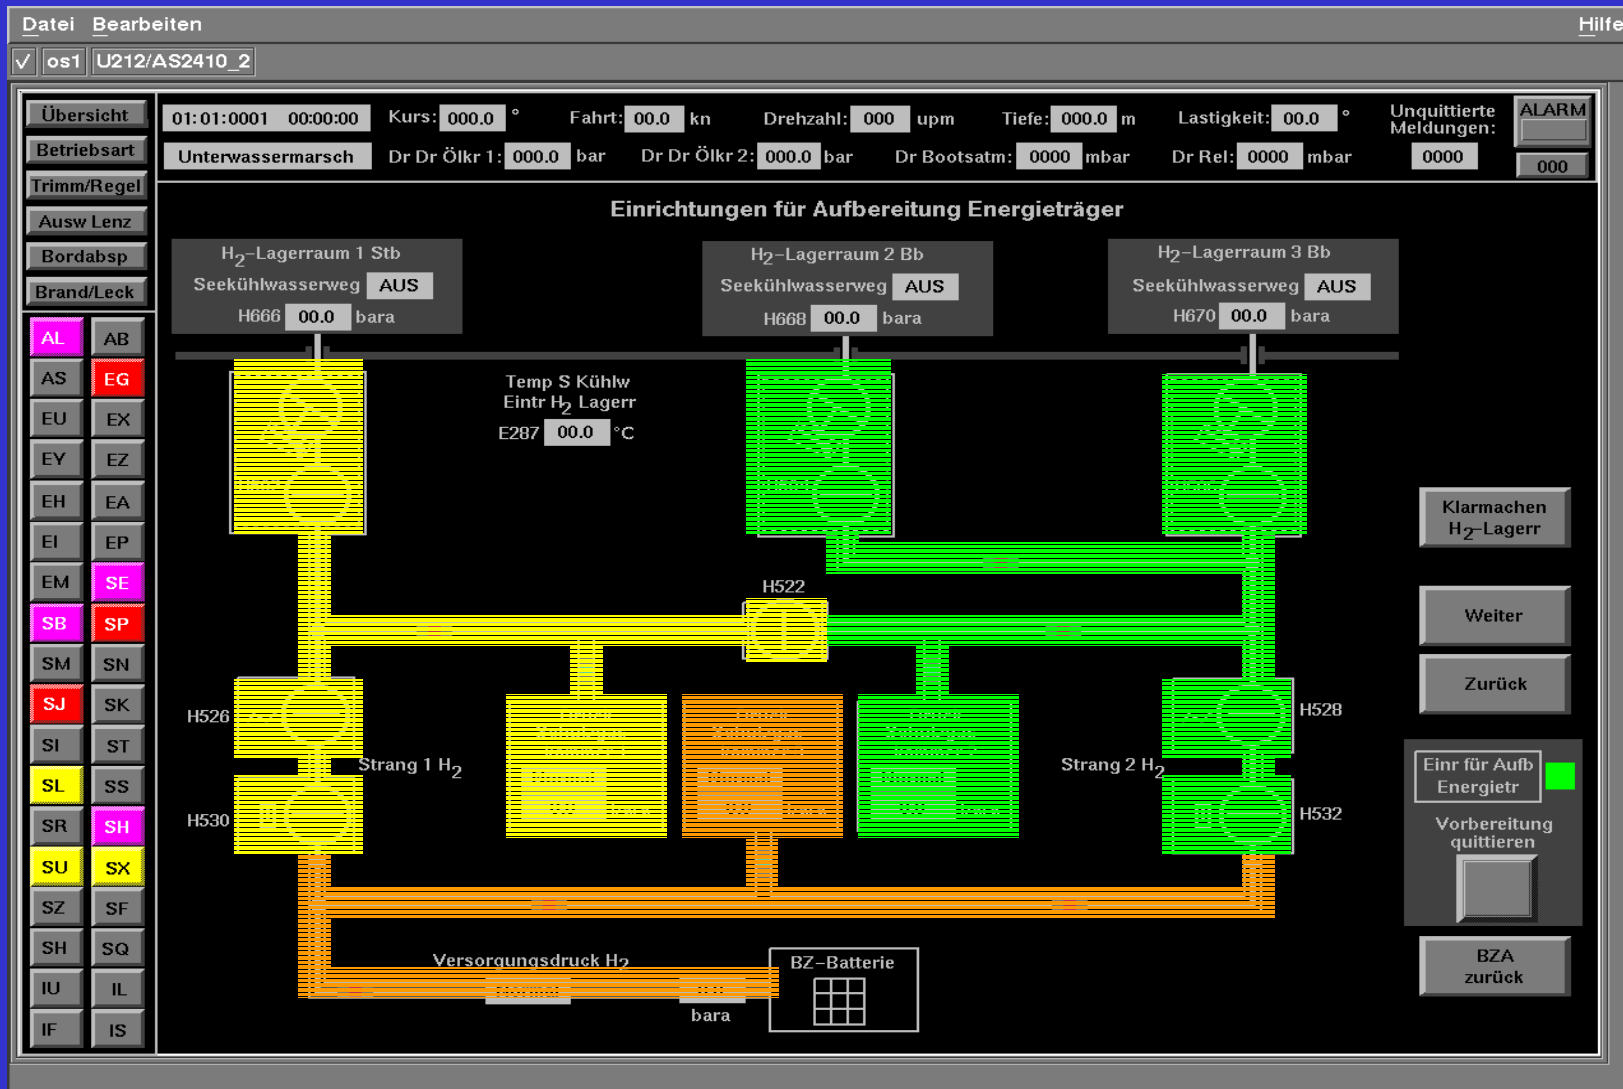 Datei Bearbeiten Hilfe
✓ os1 U212/AS2410_2
Übersicht
Betriebsart
Trimm/Regel
Ausw Lenz
Bordabsp
Brand/Leck
01:01:0001 00:00:00 Kurs: 000.0 ° Fahrt: 00.0 kn Drehzahl: 000 upm Tiefe: 000.0 m Lastigkeit: 00.0 °
Unterwassermarsch Dr Dr Ölkr 1: 000.0 bar Dr Dr Ölkr 2: 000.0 bar Dr Bootsatm: 0000 mbar Dr Rel: 0000 mbar
Unquittierte
Meldungen:
0000
ALARM
000
AL AB
AS EG
EU EX
EY EZ
EH EA
EI EP
EM SE
SB SP
SM SN
SJ SK
SI ST
SL SS
SR SH
SU SX
SZ SF
SH SQ
IU IL
IF IS
Einrichtungen für Aufbereitung Energieträger
H2-Lagerraum 1 Stb
Seekühlwasserweg AUS
H666 00.0 bara
H2-Lagerraum 2 Bb
Seekühlwasserweg AUS
H668 00.0 bara
H2-Lagerraum 3 Bb
Seekühlwasserweg AUS
H670 00.0 bara
Temp S Kühlw
Eintr H2 Lagerr
E287 00.0 °C
H522
H526
H528
Strang 1 H2
Strang 2 H2
H530
H532
Versorgungsdruck H2
bara
BZ-Batterie
Klarmachen
H2-Lagerr
Weiter
Zurück
Einr für Aufb
Energietr
Vorbereitung
quittieren
BZA
zurück